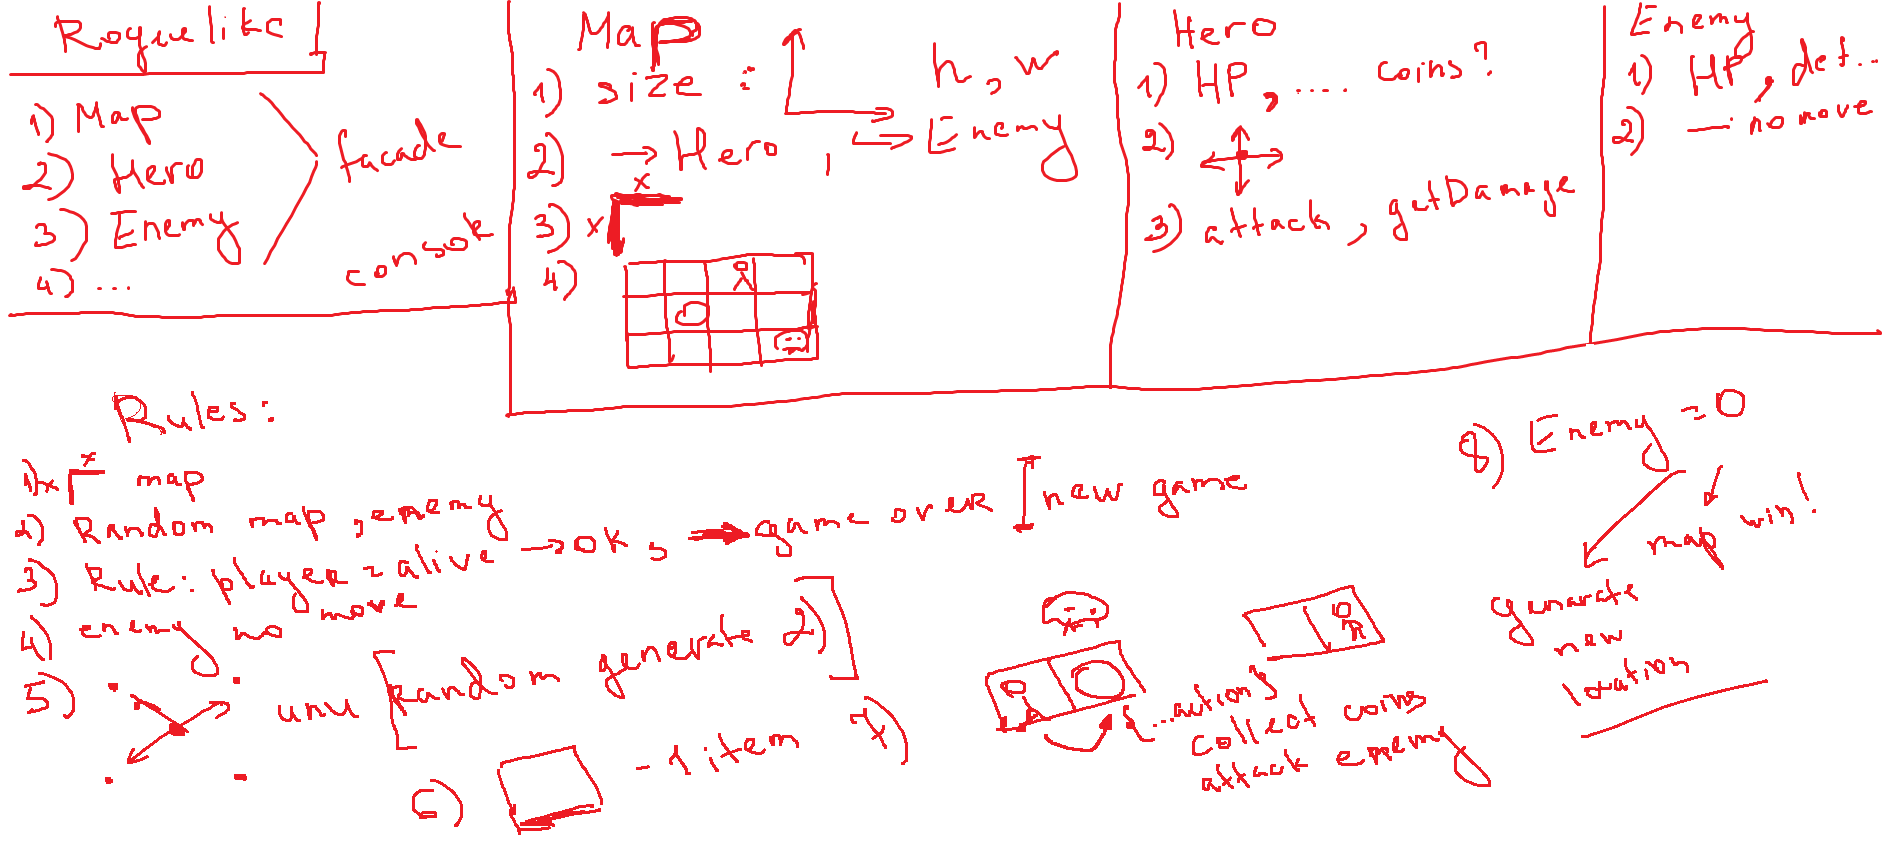 Roguelike
1) Map
2) Hero
3) Enemy
4) ...
facade
console
Map
1) size : h, w
2) → Hero, ↔ Enemy
3) x x
4)
Hero
1) HP, .... coins?
2)
3) attack, getDamage
Enemy
1) HP, def...
2) — no move
Rules:
1) x x map
2) Random map, enemy
3) Rule: player = alive → ok, → game over new game
4) enemy no move
5) [Random generate 2)]
6) - 1 item
7) {...action}
collect coins
attack enemy
8) Enemy = 0
map win!
genarate
new
location